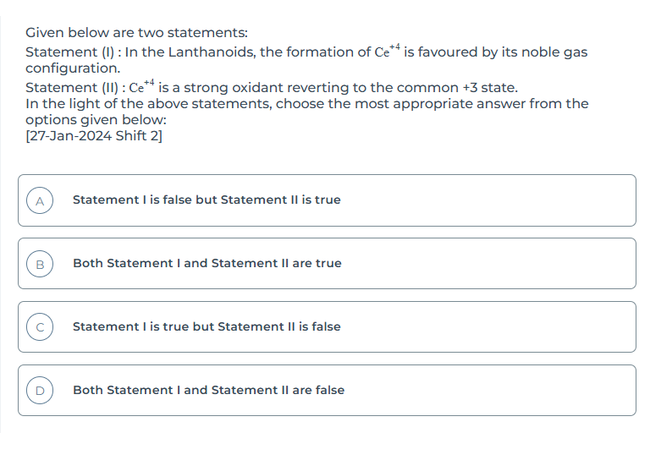 Given below are two statements:
Statement (I) : In the Lanthanoids, the formation of Ce⁺⁴ is favoured by its noble gas
configuration.
Statement (II) : Ce⁺⁴ is a strong oxidant reverting to the common +3 state.
In the light of the above statements, choose the most appropriate answer from the
options given below:
[27-Jan-2024 Shift 2]
A Statement I is false but Statement II is true
B Both Statement I and Statement II are true
C Statement I is true but Statement II is false
D Both Statement I and Statement II are false